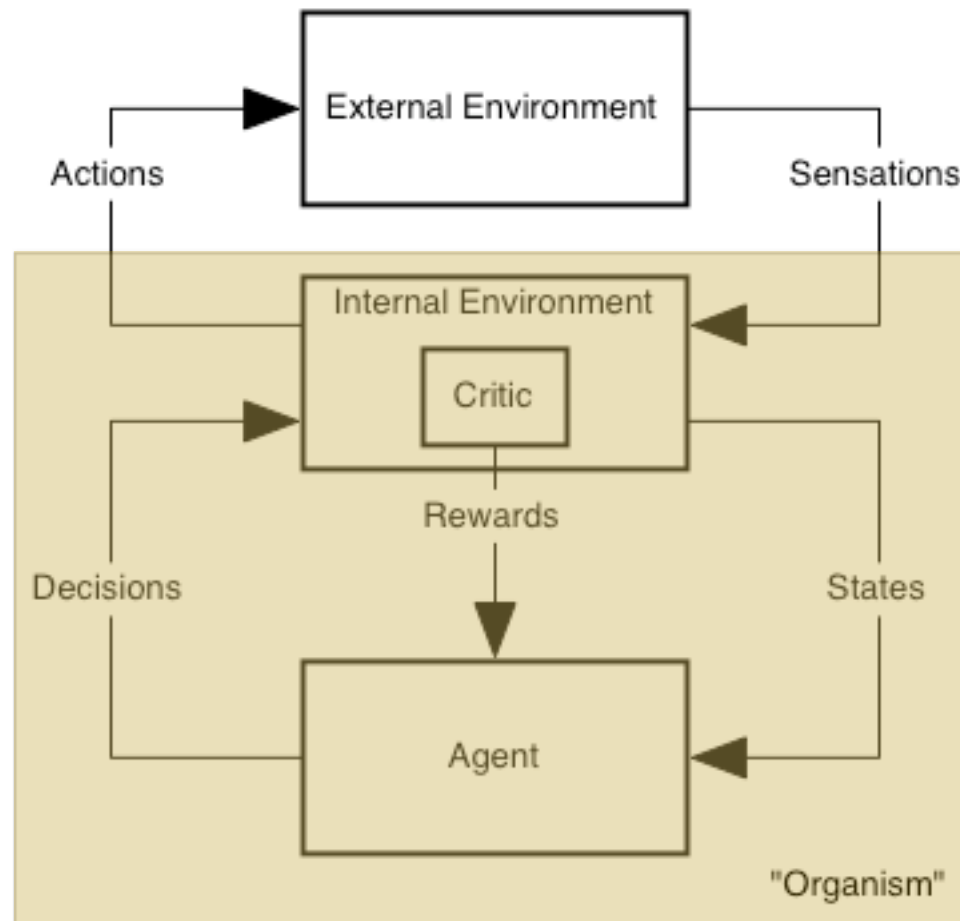 External Environment
Actions
Sensations
Internal Environment
Critic
Rewards
Decisions
States
Agent
"Organism"